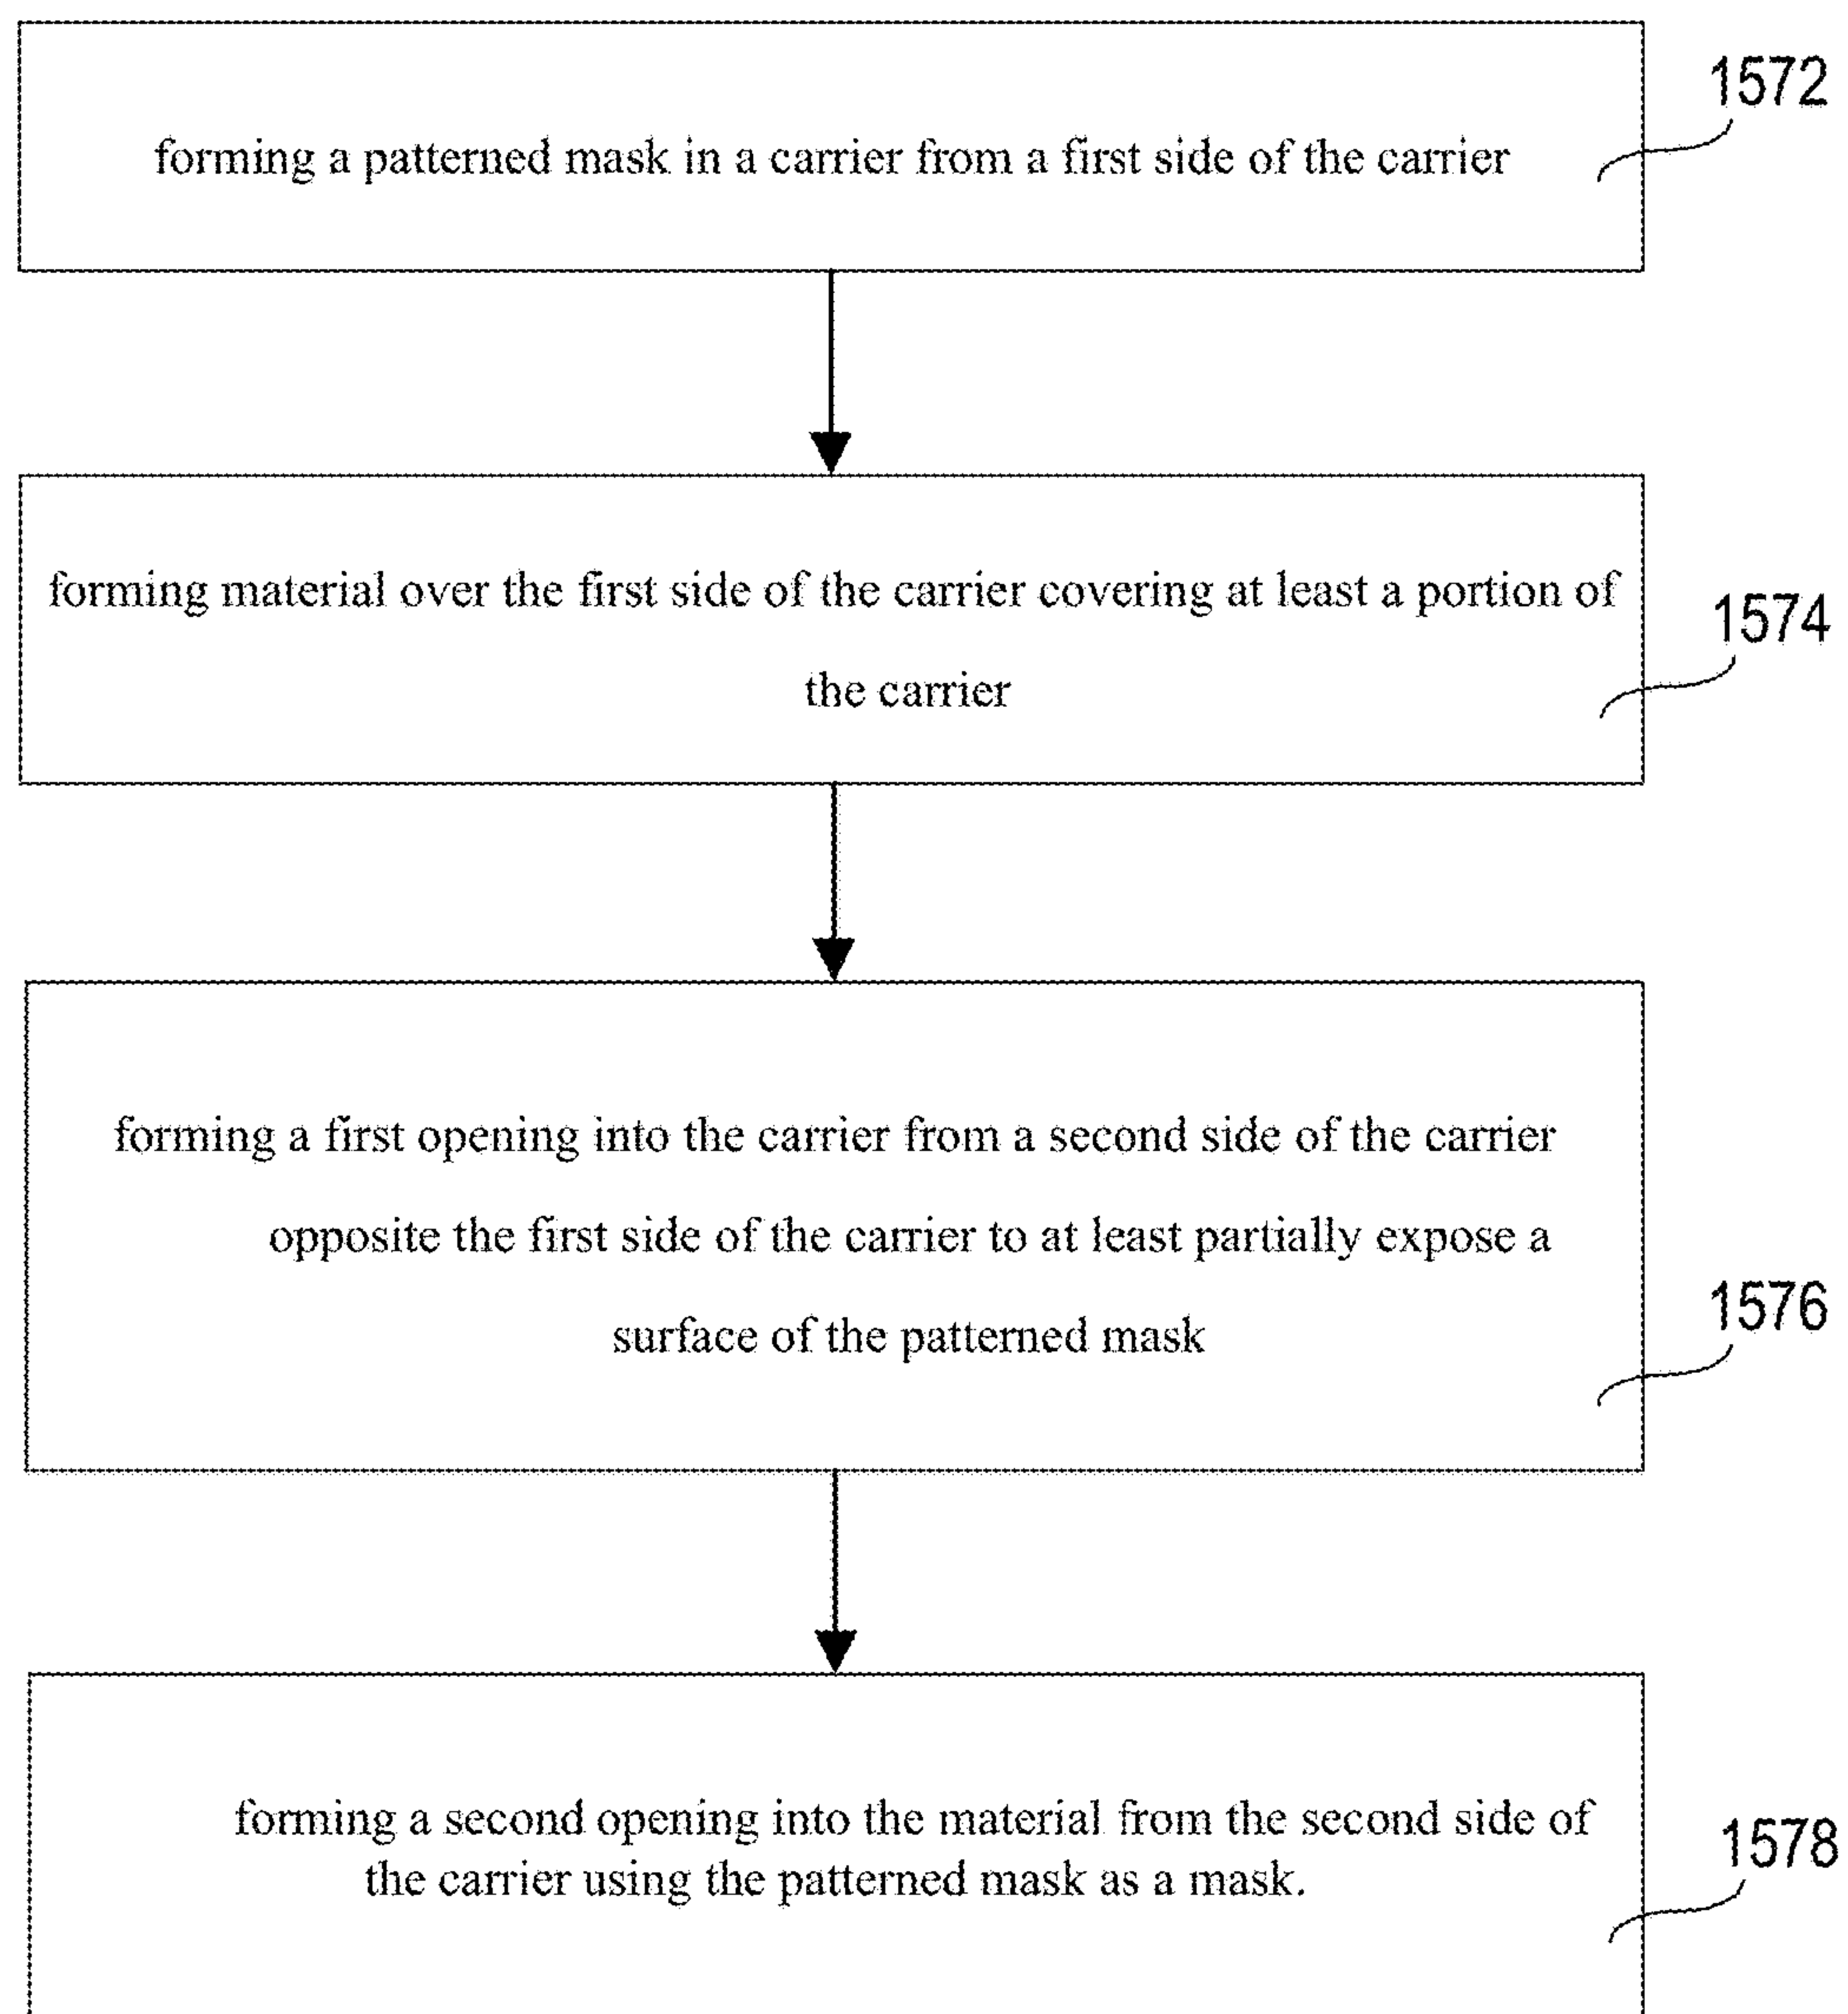 1572
forming a patterned mask in a carrier from a first side of the carrier
forming material over the first side of the carrier covering at least a portion of
1574
the carrier
forming a first opening into the carrier from a second side of the carrier
opposite the first side of the carrier to at least partially expose a
1576
surface of the patterned mask
forming a second opening into the material from the second side of
1578
the carrier using the patterned mask as a mask.